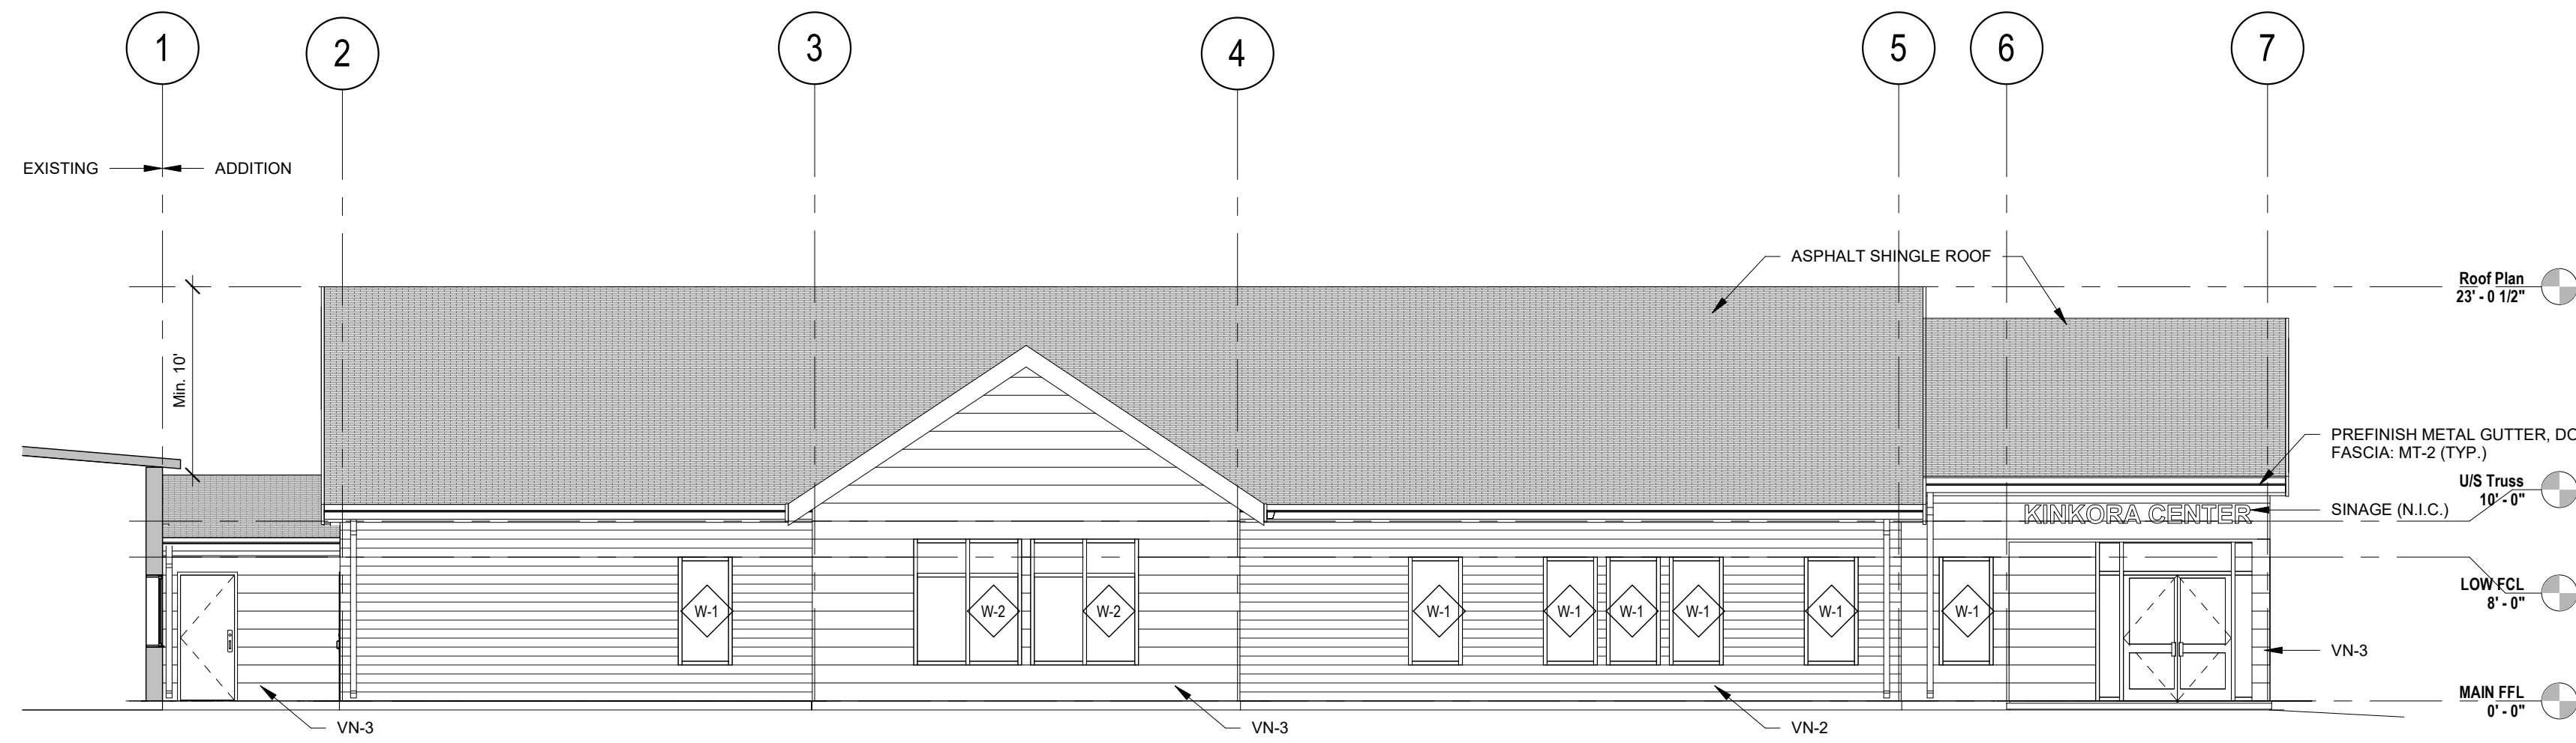 1
2
3
4
5
6
7
EXISTING
ADDITION
ASPHALT SHINGLE ROOF
Roof Plan
23' - 0 1/2"
Min. 10'
PREFINISH METAL GUTTER, DO
FASCIA: MT-2 (TYP.)
U/S Truss
10' - 0"
KINKORA CENTER
SINAGE (N.I.C.)
LOW FCL
8' - 0"
W-1
W-2
W-2
W-1
W-1
W-1
W-1
W-1
W-1
VN-3
MAIN FFL
0' - 0"
VN-3
VN-3
VN-2